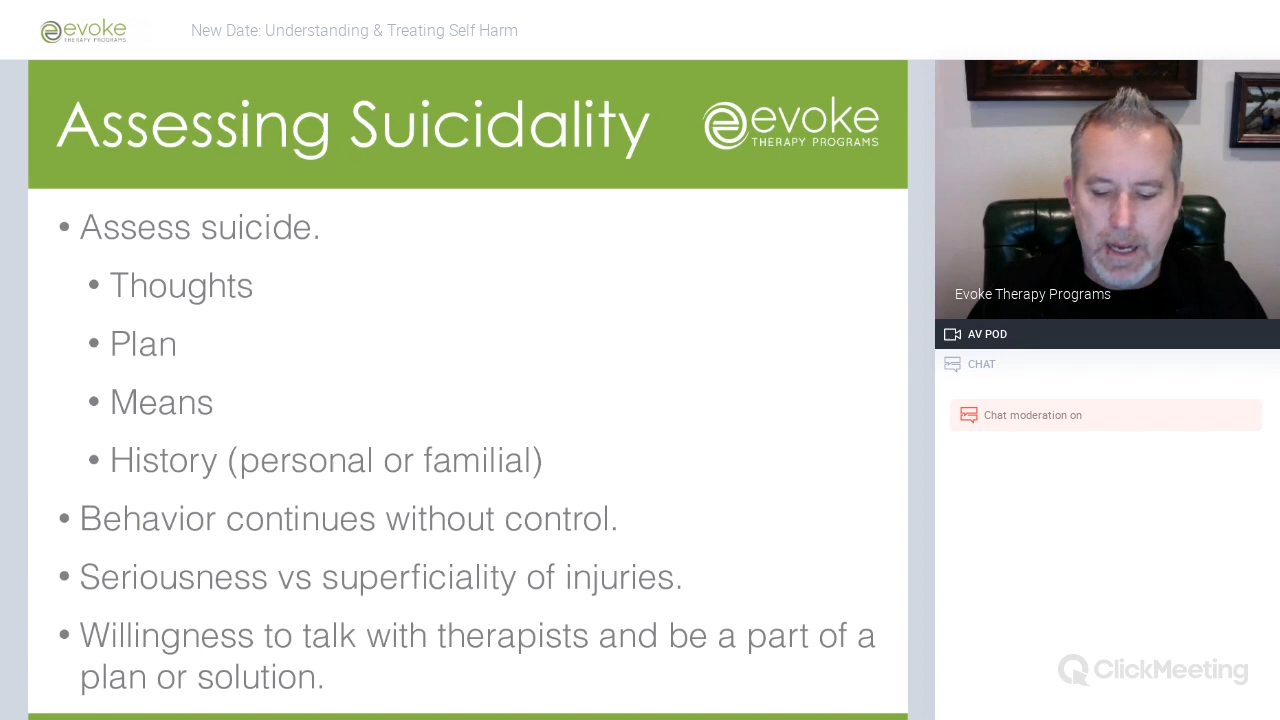 evoke
THERAPY PROGRAMS
New Date: Understanding & Treating Self Harm
Assessing Suicidality
evoke
THERAPY PROGRAMS
• Assess suicide.
• Thoughts
• Plan
• Means
• History (personal or familial)
• Behavior continues without control.
• Seriousness vs superficiality of injuries.
• Willingness to talk with therapists and be a part of a
plan or solution.
Evoke Therapy Programs
AV POD
CHAT
Chat moderation on
ClickMeeting